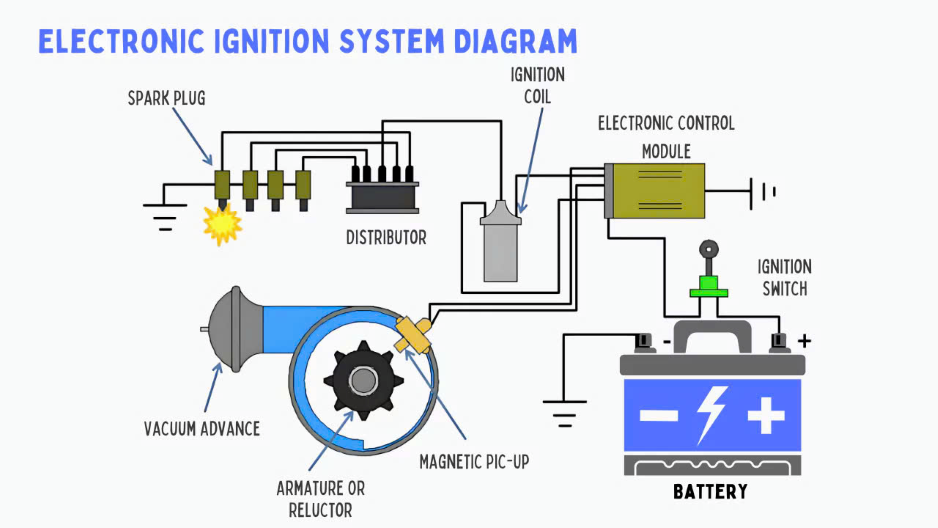 ELECTRONIC IGNITION SYSTEM DIAGRAM
IGNITION
COIL
SPARK PLUG
ELECTRONIC CONTROL
MODULE
DISTRIBUTOR
IGNITION
SWITCH
- +
VACUUM ADVANCE
MAGNETIC PIC-UP
ARMATURE OR
RELUCTOR
BATTERY